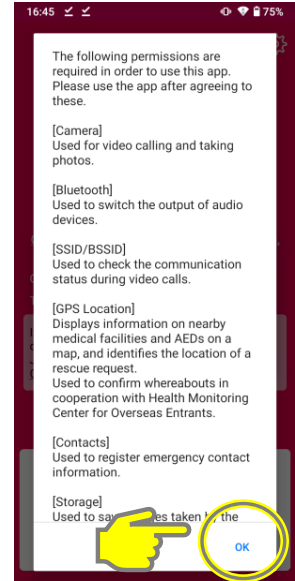 16:45
75%
The following permissions are
required in order to use this app.
Please use the app after agreeing to
these.
[Camera]
Used for video calling and taking
photos.
[Bluetooth]
Used to switch the output of audio
devices.
[SSID/BSSID]
Used to check the communication
status during video calls.
[GPS Location]
Displays information on nearby
medical facilities and AEDs on a
map, and identifies the location of a
rescue request.
Used to confirm whereabouts in
cooperation with Health Monitoring
Center for Overseas Entrants.
[Contacts]
Used to register emergency contact
information.
[Storage]
Used to taken by the
OK